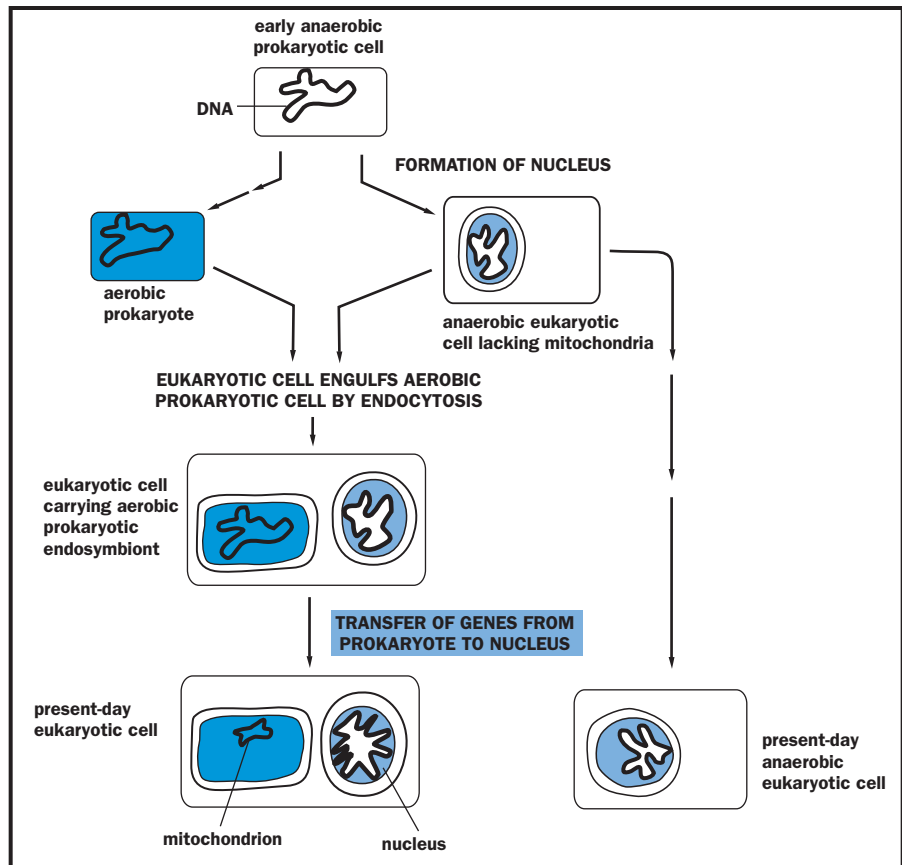 early anaerobic
prokaryotic cell
DNA
FORMATION OF NUCLEUS
aerobic
prokaryote
anaerobic eukaryotic
cell lacking mitochondria
EUKARYOTIC CELL ENGULFS AEROBIC
PROKARYOTIC CELL BY ENDOCYTOSIS
eukaryotic cell
carrying aerobic
prokaryotic
endosymbiont
TRANSFER OF GENES FROM
PROKARYOTE TO NUCLEUS
present-day
eukaryotic cell
present-day
anaerobic
eukaryotic cell
mitochondrion
nucleus